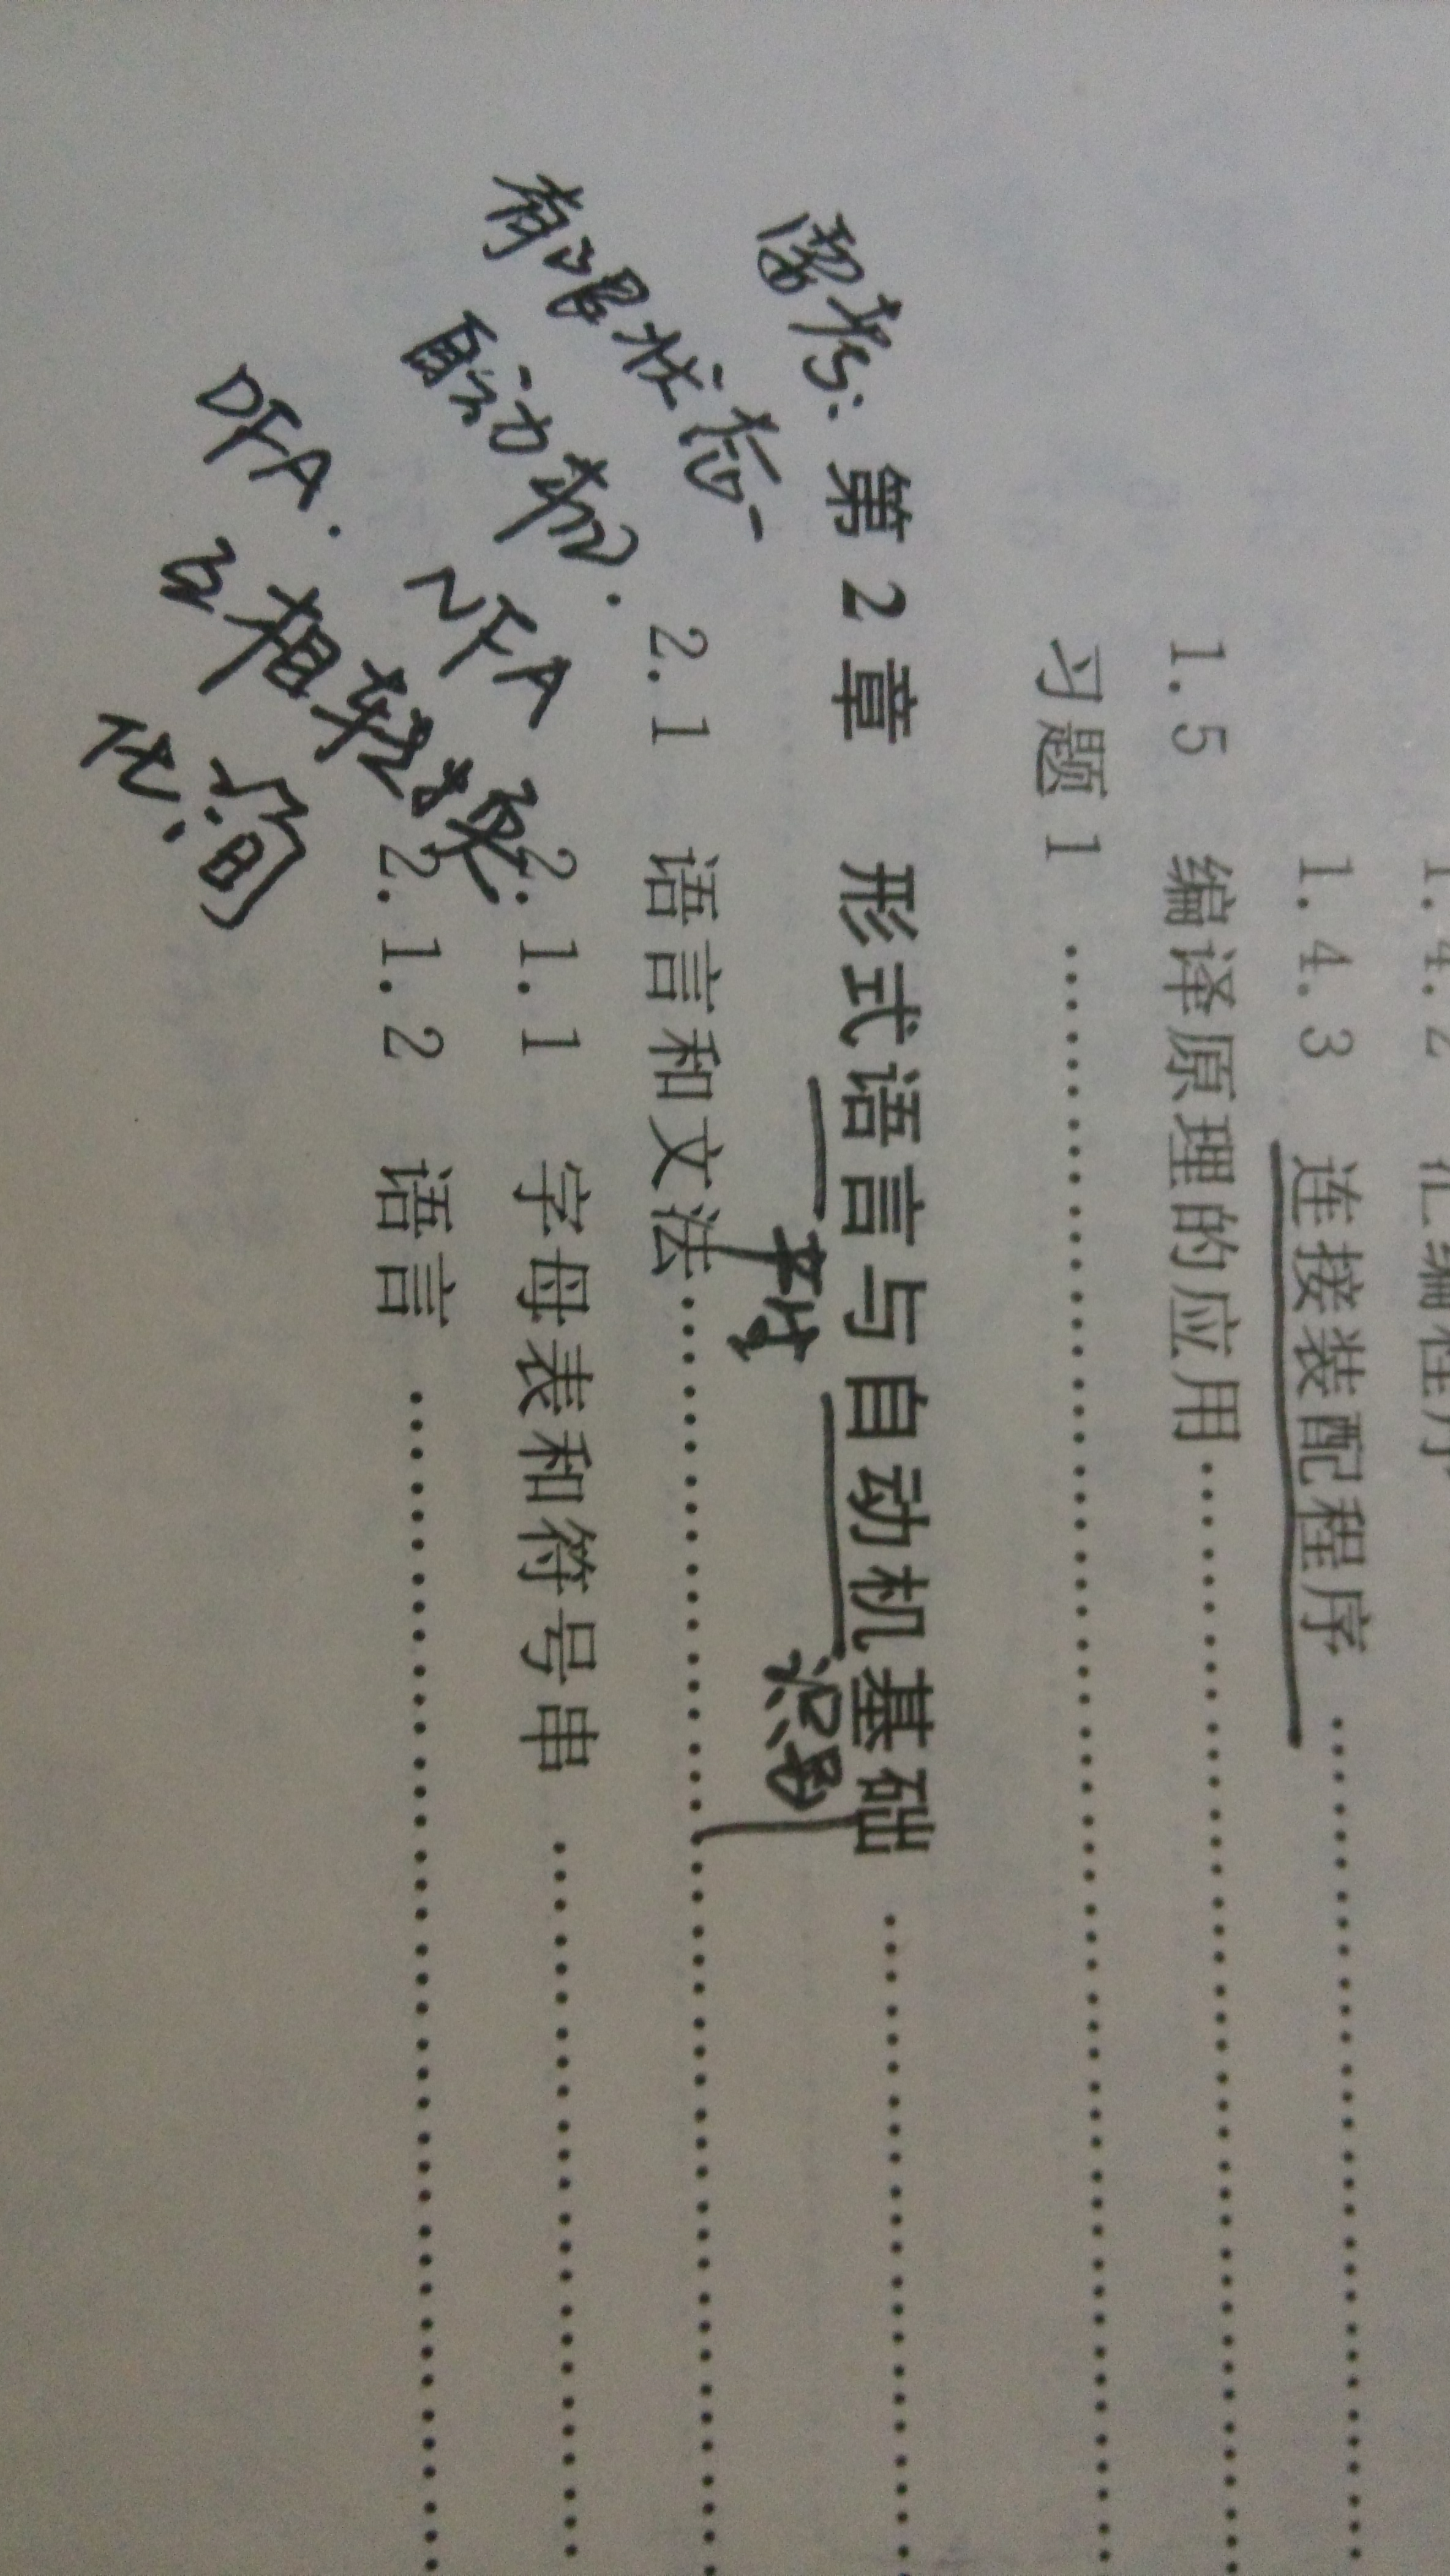 1.4.2 汇编程序
1.4.3 连接装配程序 ……………………………
1.5 编译原理的应用……………………………
习题 1 ……………………………
需考:
第 2 章 形式语言与自动机基础 ……………………………
产生 识别
2.1 语言和文法……………………………
有限状态-
自动机.
2.1.1 字母表和符号串 ……………………………
2.1.2 语言 ……………………………
DFA. NFA
互相转换
化简